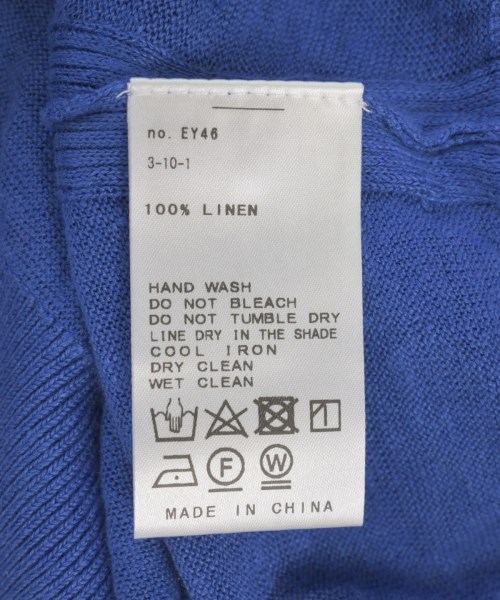 no. EY46
3-10-1
100% LINEN
HAND WASH
DO NOT BLEACH
DO NOT TUMBLE DRY
LINE DRY IN THE SHADE
COOL IRON
DRY CLEAN
WET CLEAN
F W
MADE IN CHINA